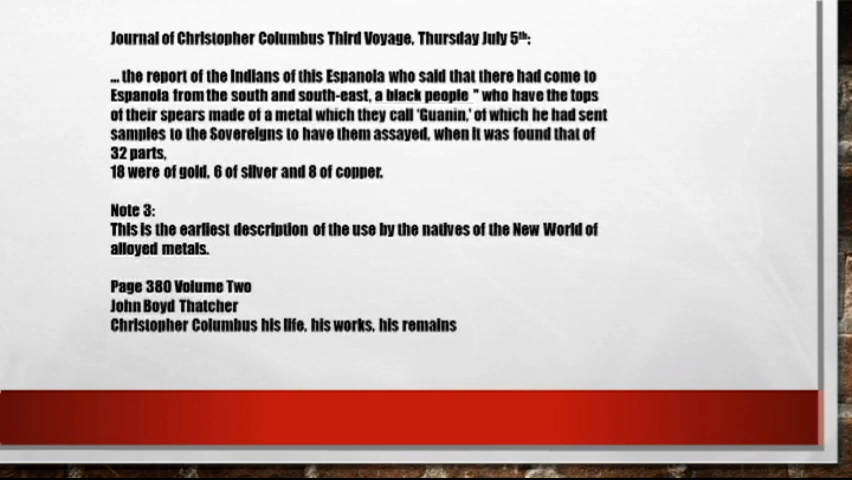 Journal of Christopher Columbus Third Voyage, Thursday July 5th:
... the report of the Indians of this Espanola who said that there had come to
Espanola from the south and south-east, a black people " who have the tops
of their spears made of a metal which they call 'Guanin,' of which he had sent
samples to the Sovereigns to have them assayed, when it was found that of
32 parts,
18 were of gold, 6 of silver and 8 of copper.
Note 3:
This is the earliest description of the use by the natives of the New World of
alloyed metals.
Page 380 Volume Two
John Boyd Thatcher
Christopher Columbus his life, his works, his remains